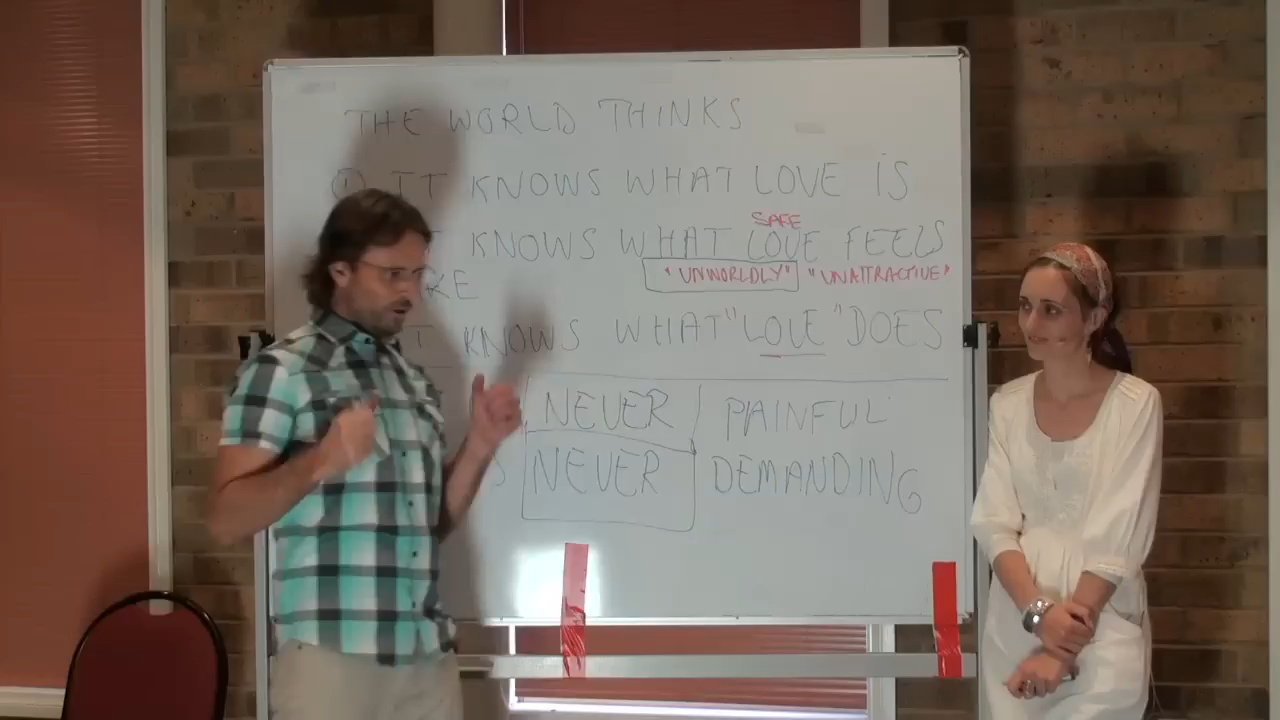 THE WORLD THINKS
① IT KNOWS WHAT LOVE IS
SAFE
T KNOWS WHAT LOVE FEELS
KE
"UNWORLDLY" "UNATTRACTIVE"
T KNOWS WHAT "LOVE" DOES
NEVER PAINFUL
S NEVER DEMANDING